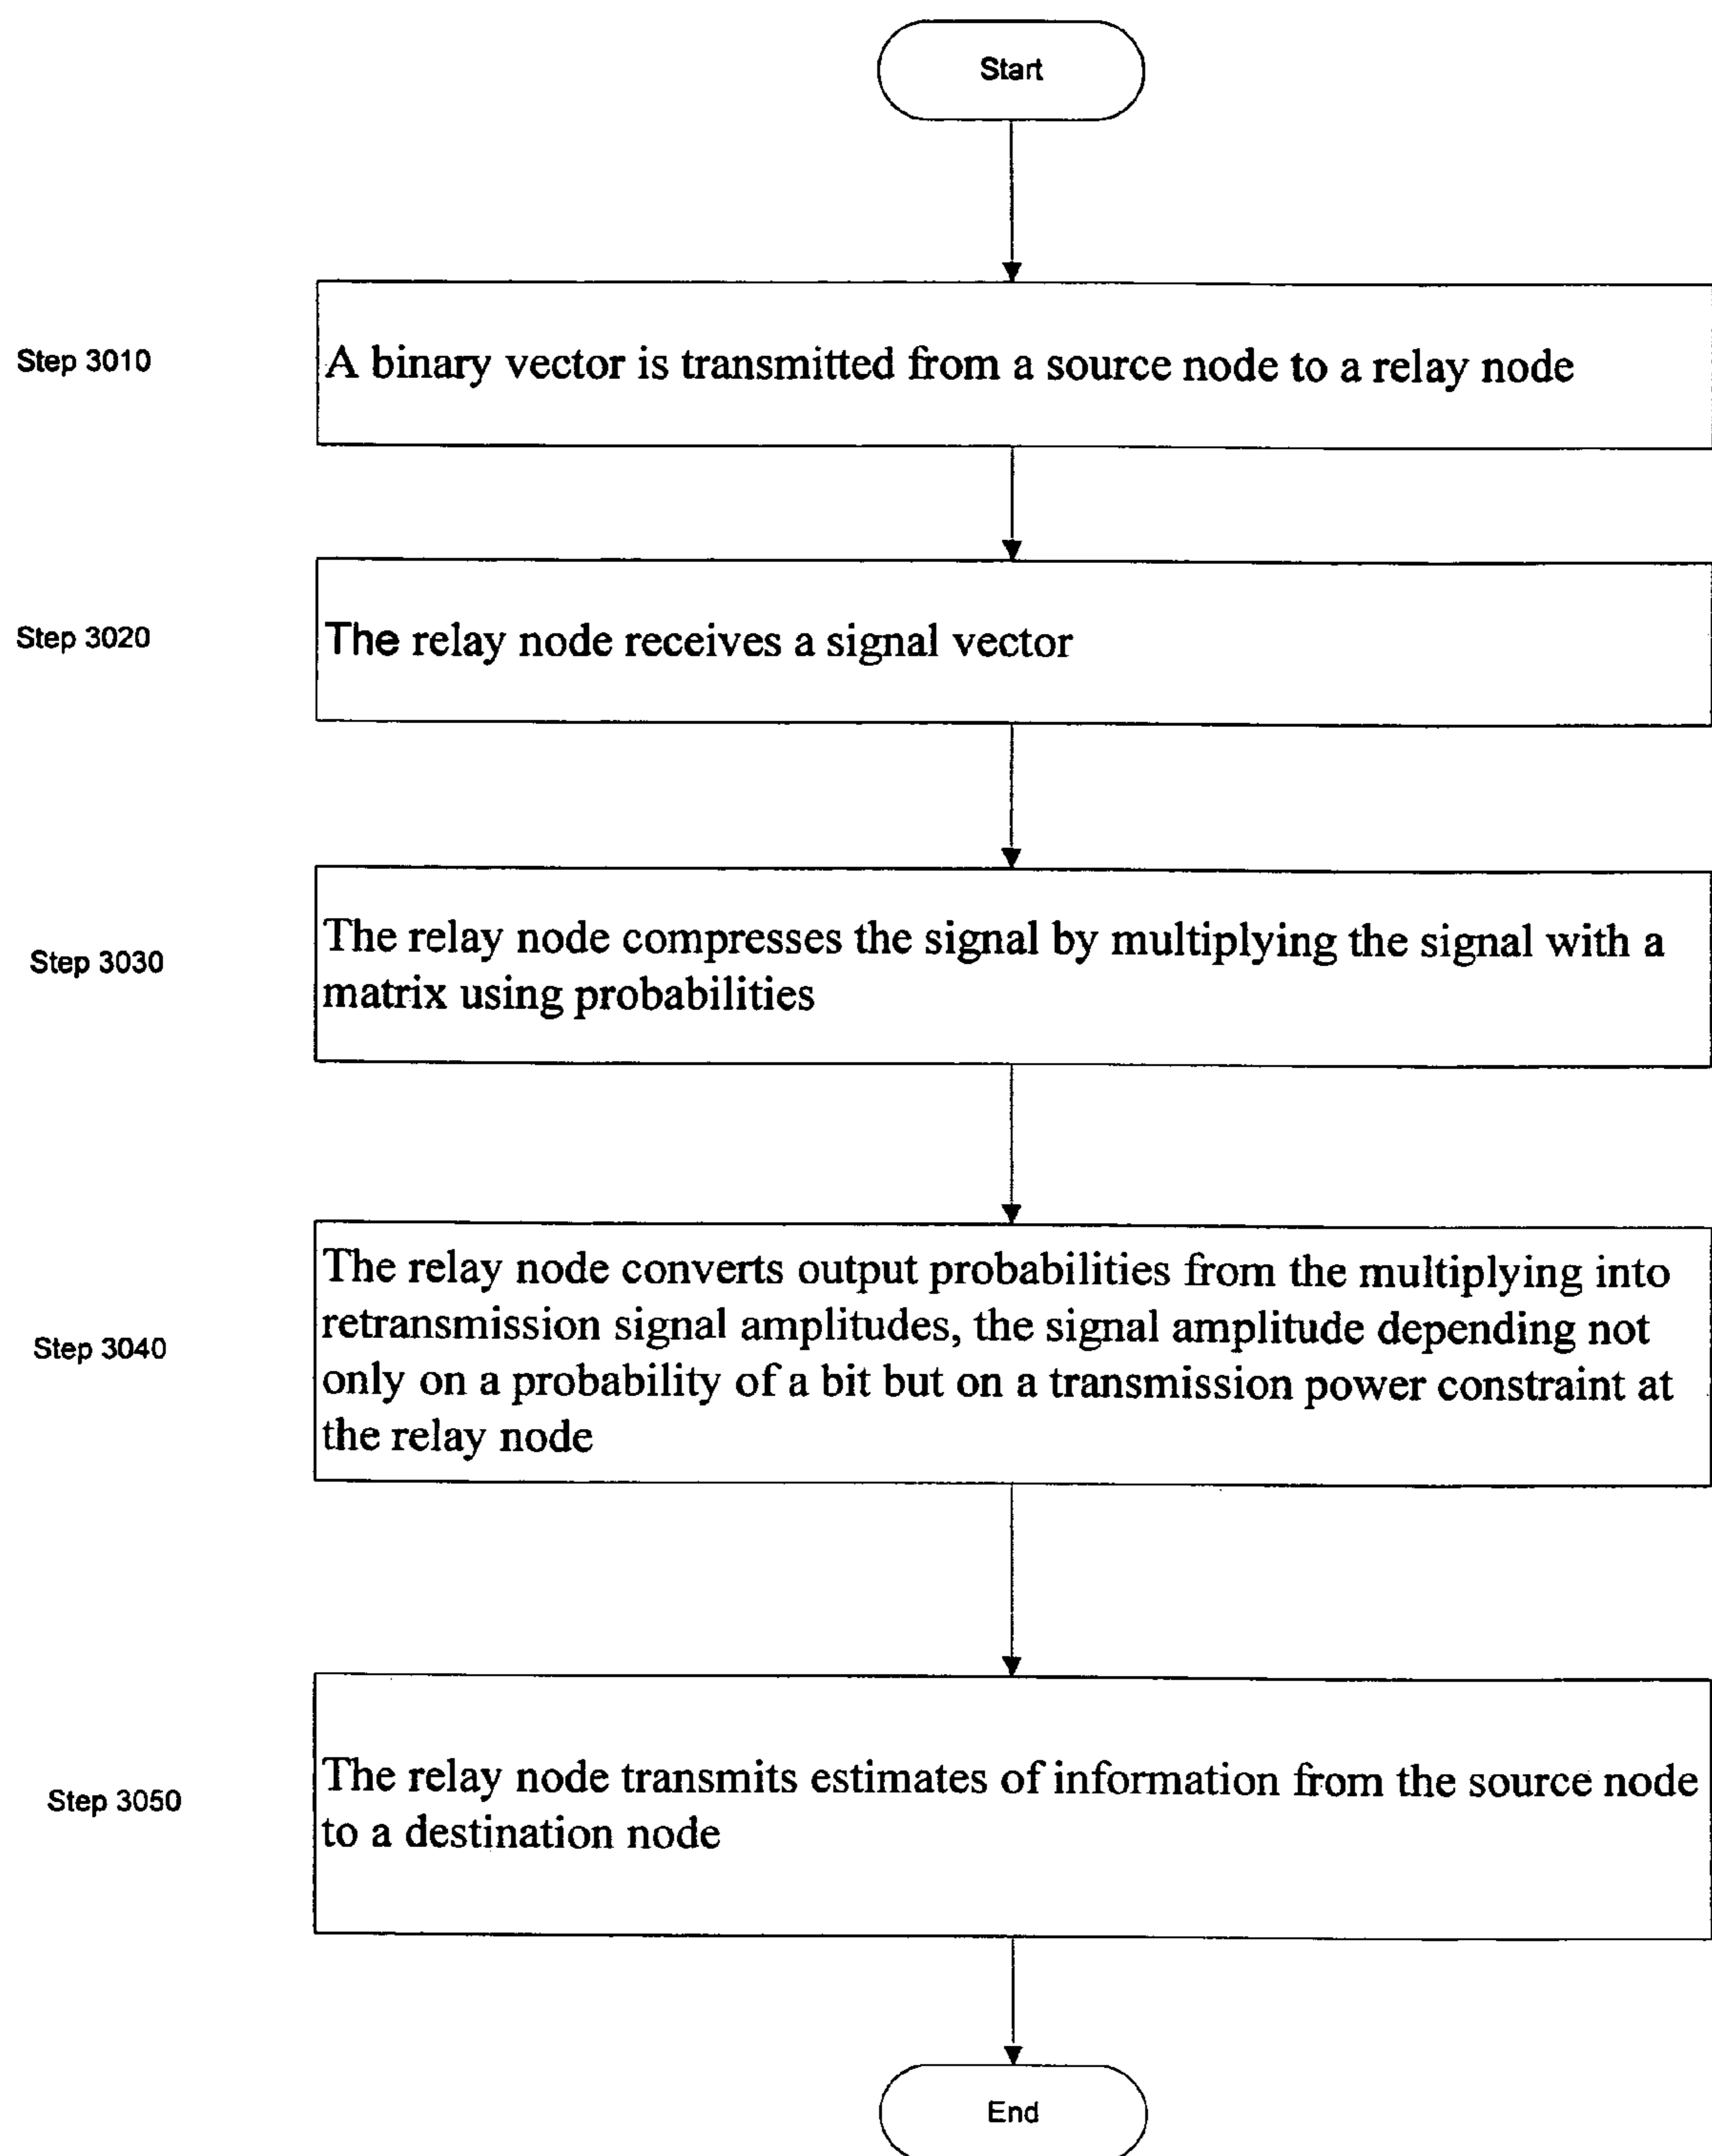 Start
Step 3010
A binary vector is transmitted from a source node to a relay node
Step 3020
The relay node receives a signal vector
Step 3030
The relay node compresses the signal by multiplying the signal with a
matrix using probabilities
Step 3040
The relay node converts output probabilities from the multiplying into
retransmission signal amplitudes, the signal amplitude depending not
only on a probability of a bit but on a transmission power constraint at
the relay node
Step 3050
The relay node transmits estimates of information from the source node
to a destination node
End